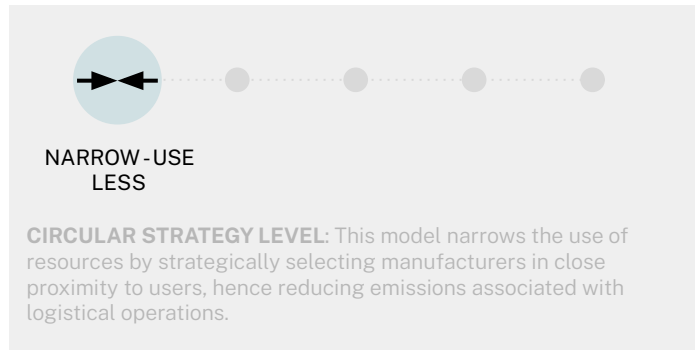 NARROW - USE
LESS
CIRCULAR STRATEGY LEVEL: This model narrows the use of
resources by strategically selecting manufacturers in close
proximity to users, hence reducing emissions associated with
logistical operations.